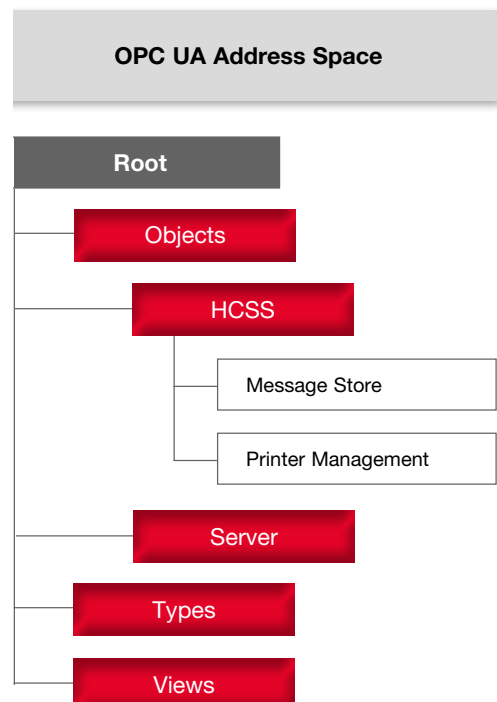 OPC UA Address Space
Root
Objects
HCSS
Message Store
Printer Management
Server
Types
Views